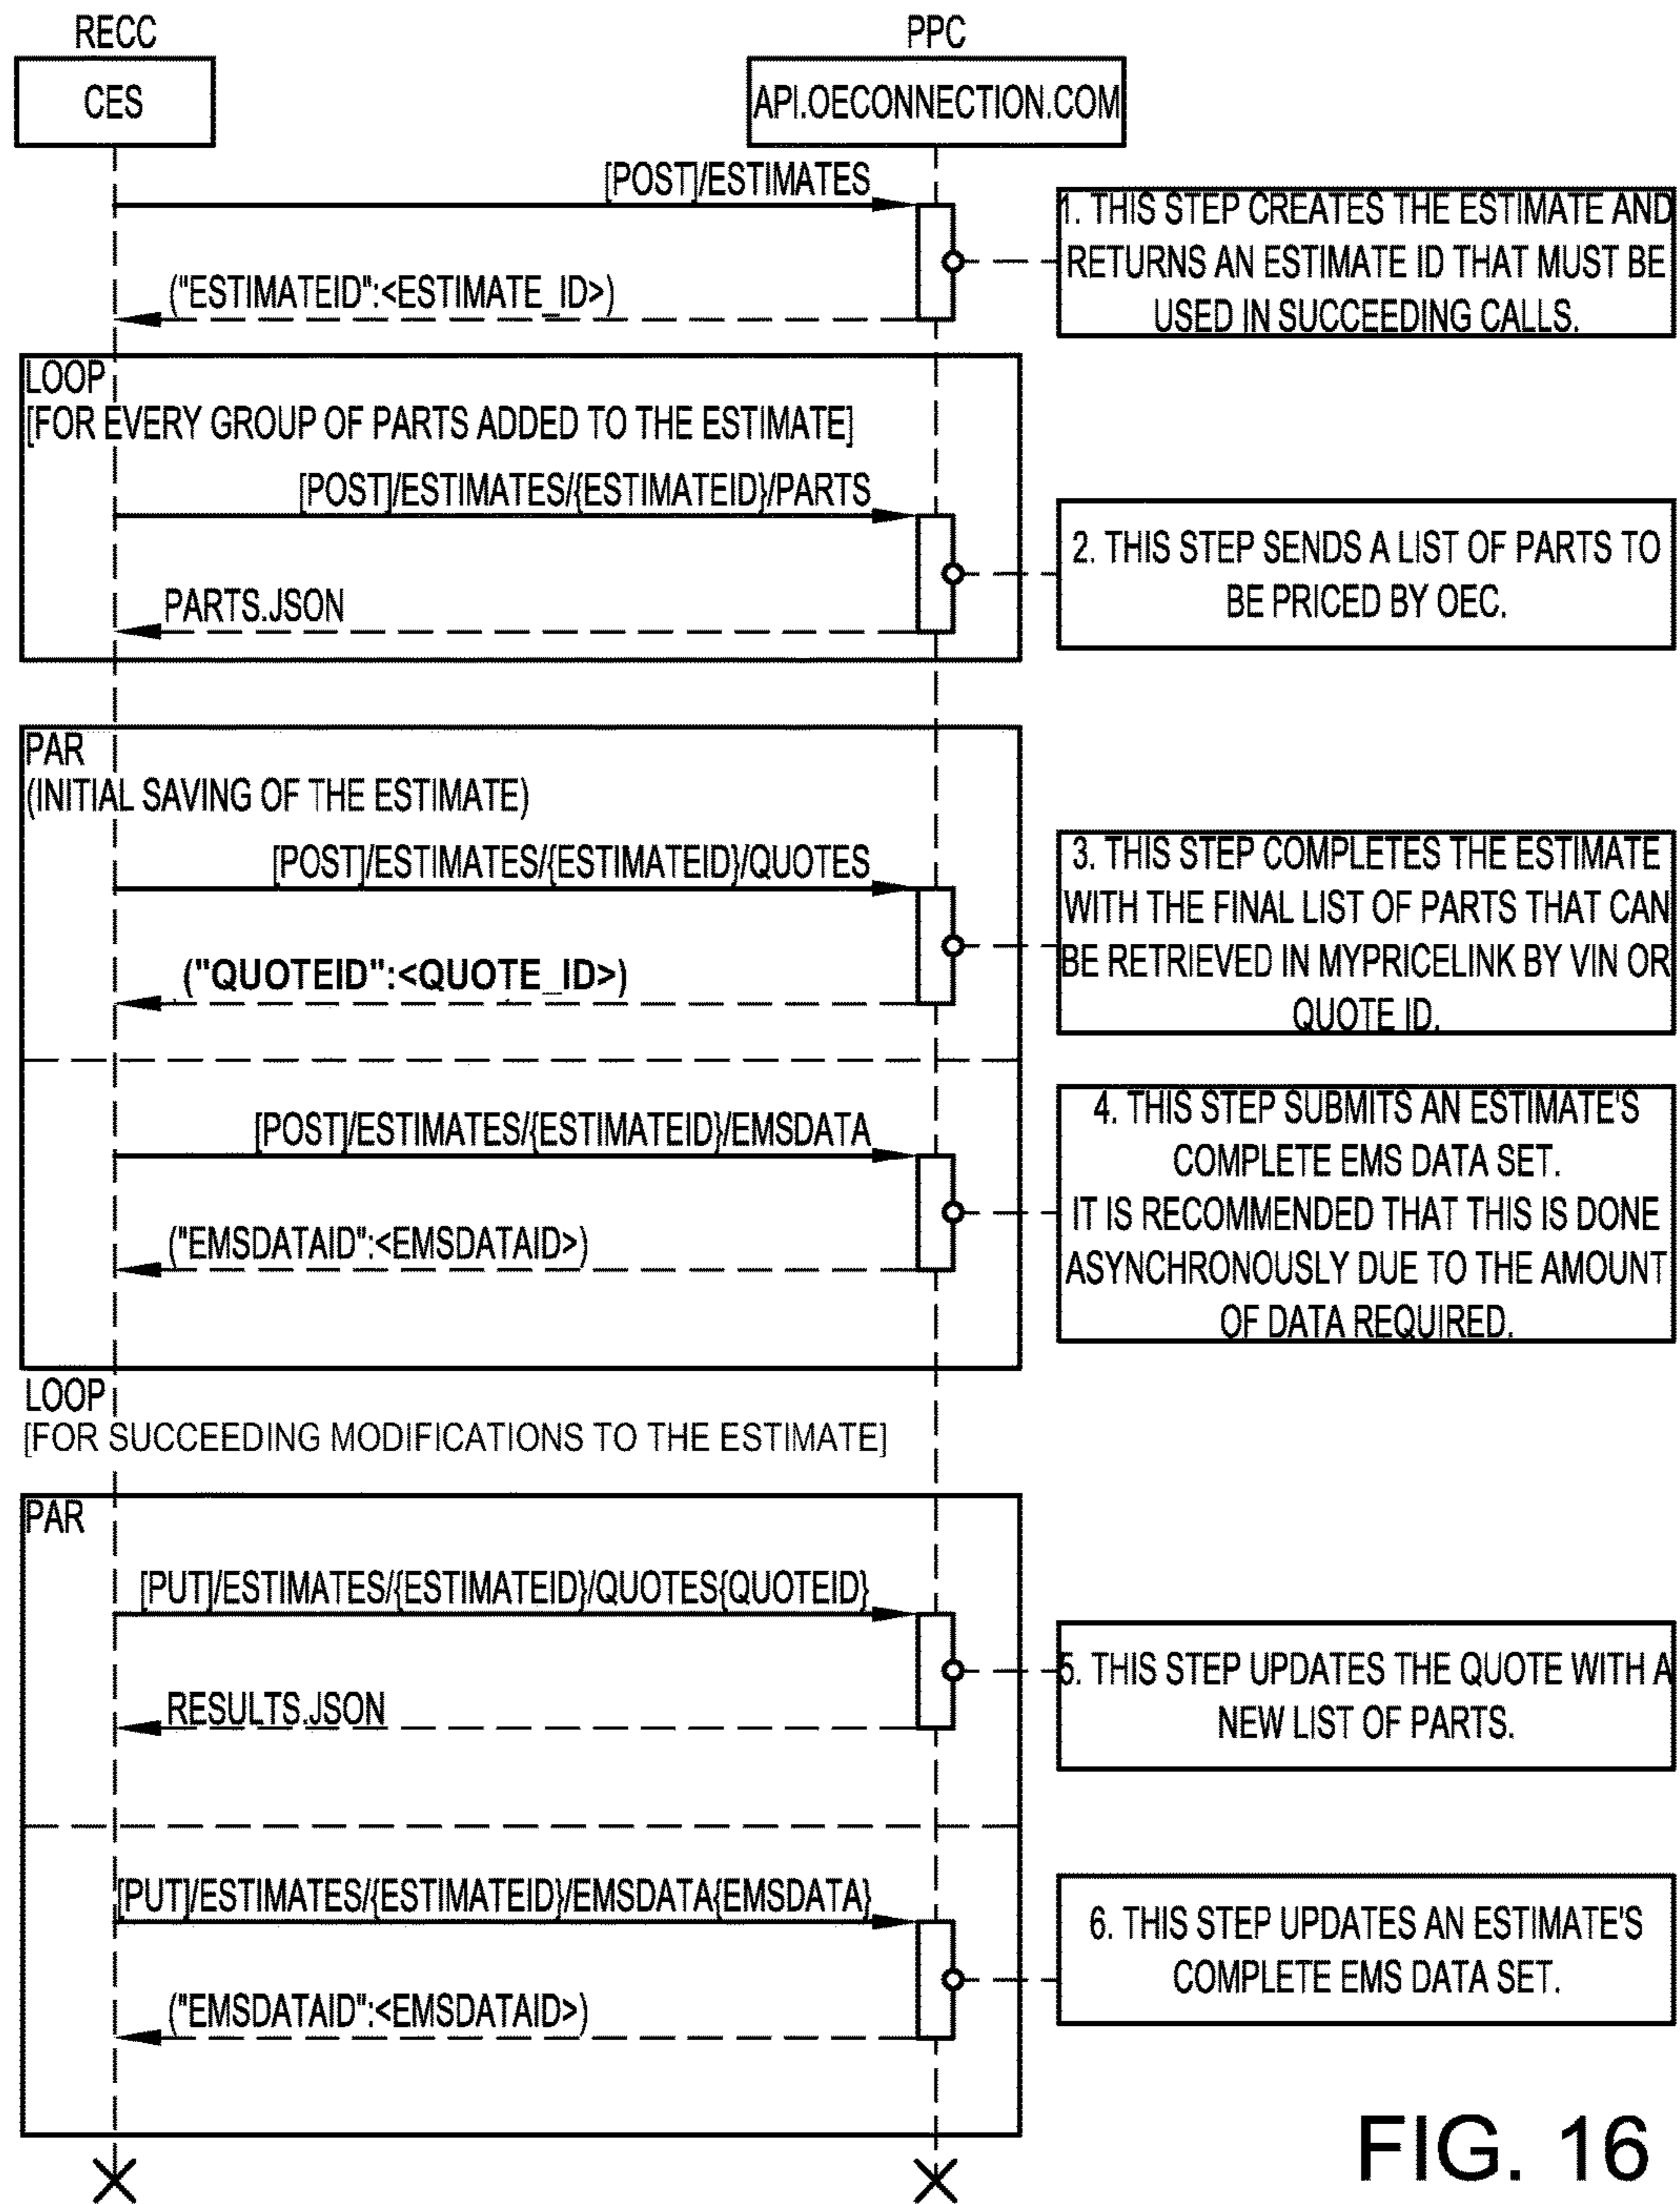 RECC
PPC
CES
API.OECONNECTION.COM
[POST]/ESTIMATES
1. THIS STEP CREATES THE ESTIMATE AND
RETURNS AN ESTIMATE ID THAT MUST BE
USED IN SUCCEEDING CALLS.
("ESTIMATEID":<ESTIMATE_ID>)
LOOP
[FOR EVERY GROUP OF PARTS ADDED TO THE ESTIMATE]
[POST]/ESTIMATES/{ESTIMATEID}/PARTS
2. THIS STEP SENDS A LIST OF PARTS TO
BE PRICED BY OEC.
PARTS.JSON
PAR
(INITIAL SAVING OF THE ESTIMATE)
[POST]/ESTIMATES/{ESTIMATEID}/QUOTES
3. THIS STEP COMPLETES THE ESTIMATE
WITH THE FINAL LIST OF PARTS THAT CAN
BE RETRIEVED IN MYPRICELINK BY VIN OR
QUOTE ID.
("QUOTEID":<QUOTE_ID>)
[POST]/ESTIMATES/{ESTIMATEID}/EMSDATA
4. THIS STEP SUBMITS AN ESTIMATE'S
COMPLETE EMS DATA SET.
IT IS RECOMMENDED THAT THIS IS DONE
ASYNCHRONOUSLY DUE TO THE AMOUNT
OF DATA REQUIRED.
("EMSDATAID":<EMSDATAID>)
LOOP
[FOR SUCCEEDING MODIFICATIONS TO THE ESTIMATE]
PAR
[PUT]/ESTIMATES/{ESTIMATEID}/QUOTES{QUOTEID}
5. THIS STEP UPDATES THE QUOTE WITH A
NEW LIST OF PARTS.
RESULTS.JSON
[PUT]/ESTIMATES/{ESTIMATEID}/EMSDATA{EMSDATA}
6. THIS STEP UPDATES AN ESTIMATE'S
COMPLETE EMS DATA SET.
("EMSDATAID":<EMSDATAID>)
FIG. 16